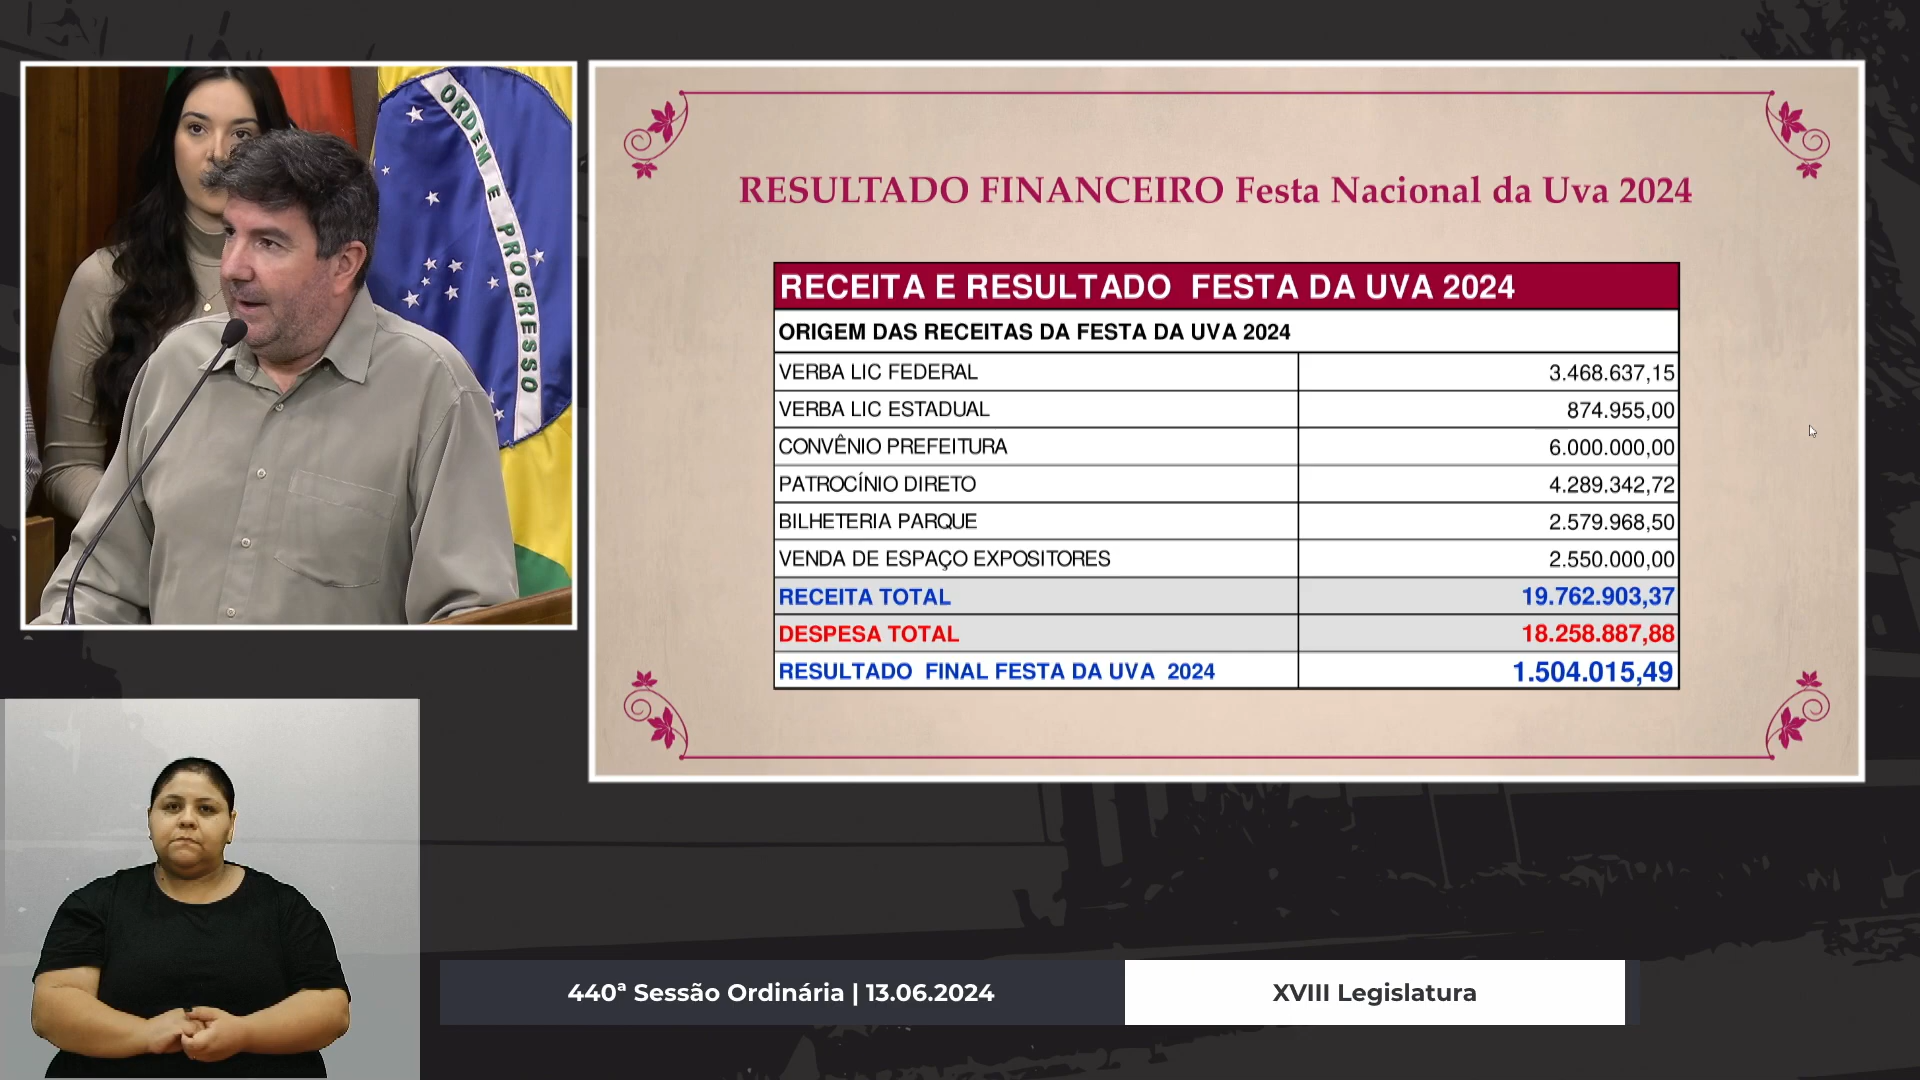 ORDEM E PROGRESSO
RESULTADO FINANCEIRO Festa Nacional da Uva 2024
RECEITA E RESULTADO FESTA DA UVA 2024
ORIGEM DAS RECEITAS DA FESTA DA UVA 2024
VERBA LIC FEDERAL 3.468.637,15
VERBA LIC ESTADUAL 874.955,00
CONVÊNIO PREFEITURA 6.000.000,00
PATROCÍNIO DIRETO 4.289.342,72
BILHETERIA PARQUE 2.579.968,50
VENDA DE ESPAÇO EXPOSITORES 2.550.000,00
RECEITA TOTAL 19.762.903,37
DESPESA TOTAL 18.258.887,88
RESULTADO FINAL FESTA DA UVA 2024 1.504.015,49
440ª Sessão Ordinária | 13.06.2024
XVIII Legislatura